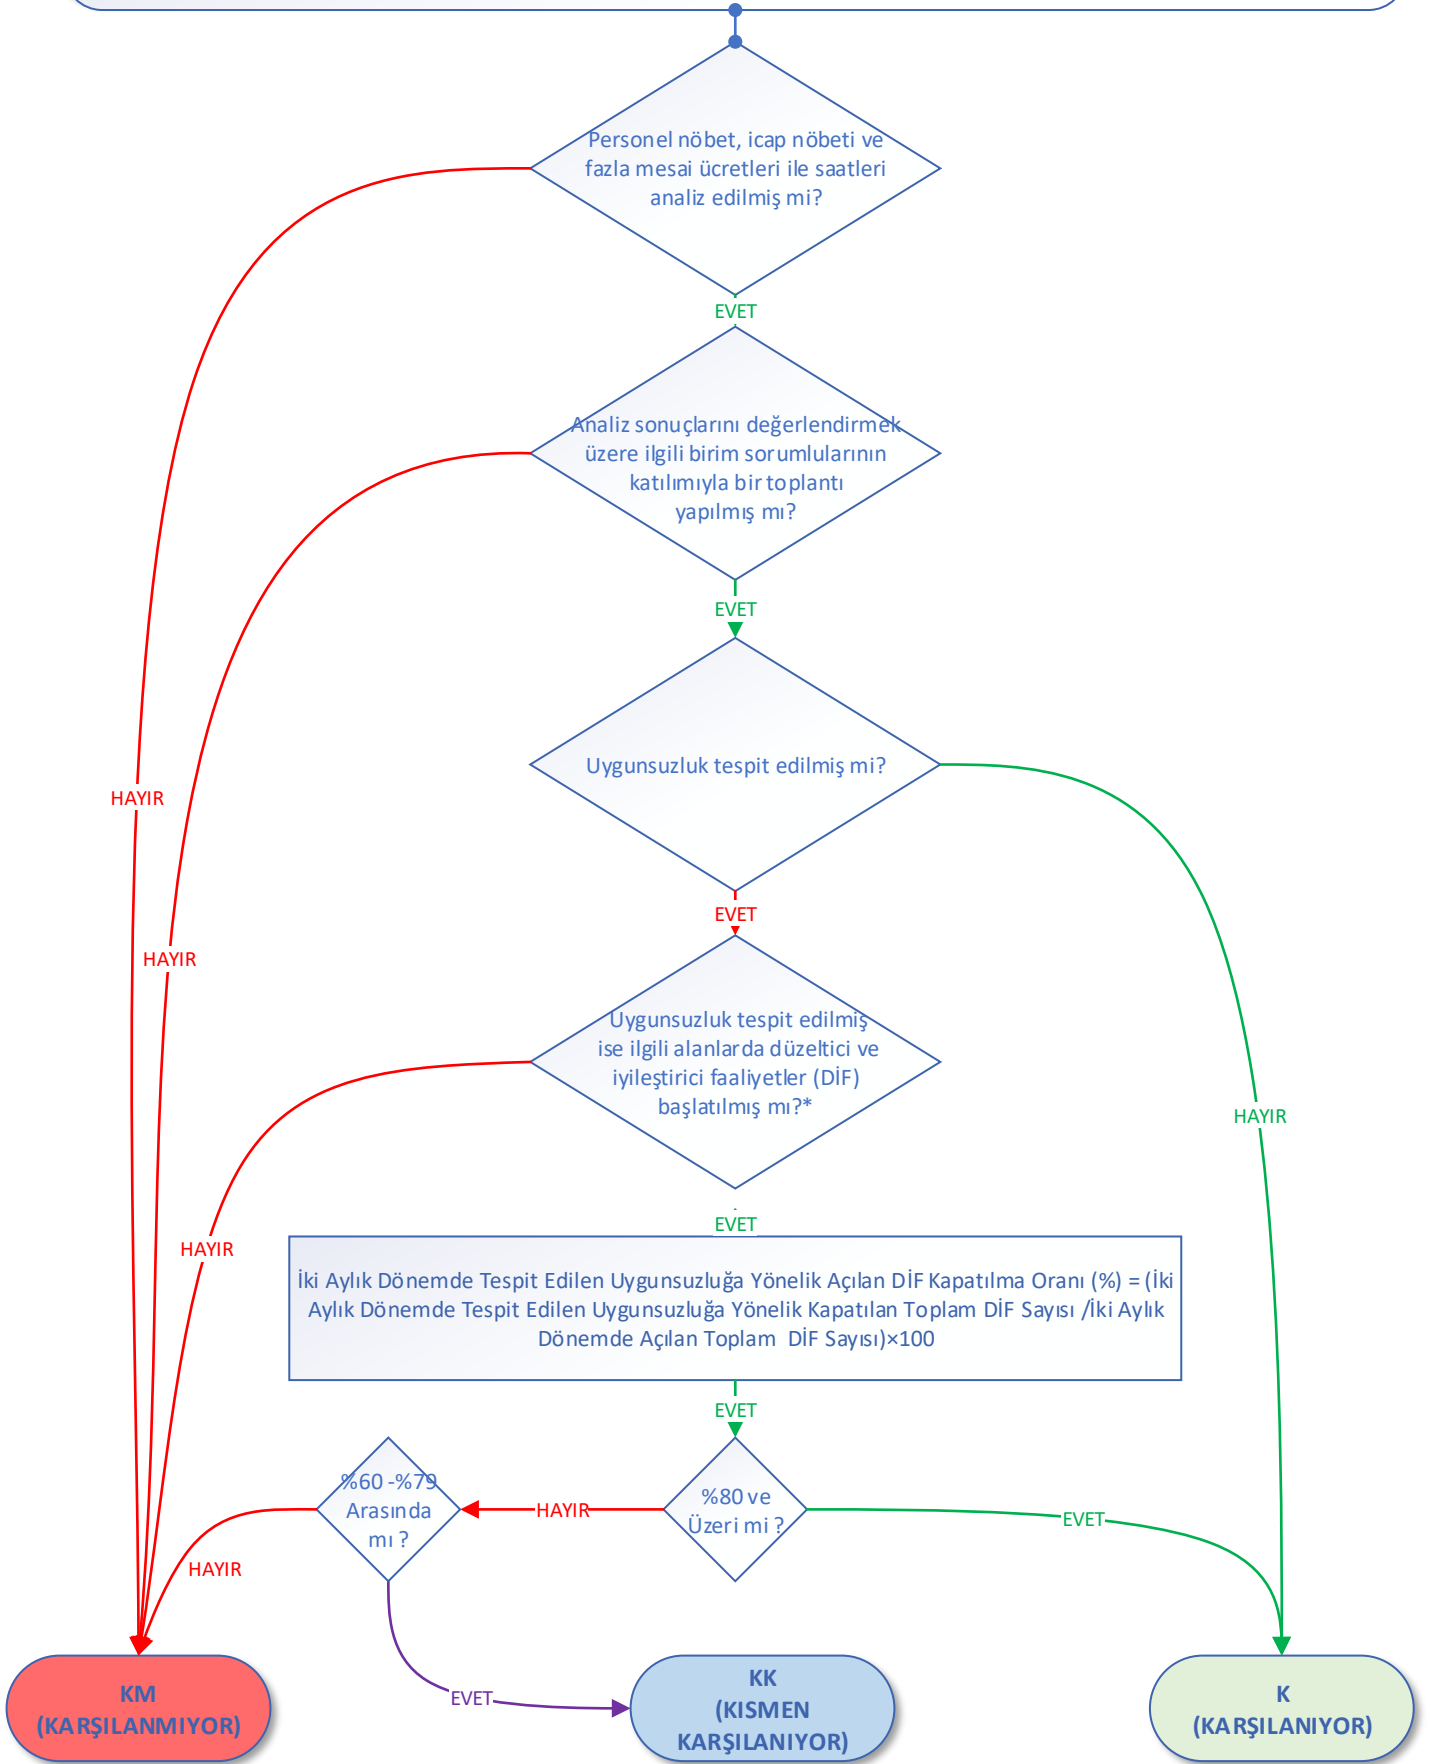 Personel nöbet, icap nöbeti ve
fazla mesai ücretleri ile saatleri
analiz edilmiş mi?
EVET
Analiz sonuçlarını değerlendirmek
üzere ilgili birim sorumlularının
katılımıyla bir toplantı
yapılmış mı?
EVET
Uygunsuzluk tespit edilmiş mi?
HAYIR
EVET
HAYIR
Uygunsuzluk tespit edilmiş
ise ilgili alanlarda düzeltici ve
iyileştirici faaliyetler (DİF)
başlatılmış mı?*
HAYIR
EVET
HAYIR
İki Aylık Dönemde Tespit Edilen Uygunsuzluğa Yönelik Açılan DİF Kapatılma Oranı (%) = (İki
Aylık Dönemde Tespit Edilen Uygunsuzluğa Yönelik Kapatılan Toplam DİF Sayısı /İki Aylık
Dönemde Açılan Toplam  DİF Sayısı)×100
EVET
%60 -%79
Arasında
mı ?
HAYIR
%80 ve
Üzeri mi ?
EVET
HAYIR
EVET
KM
(KARŞILANMIYOR)
KK
(KISMEN
KARŞILANIYOR)
K
(KARŞILANIYOR)